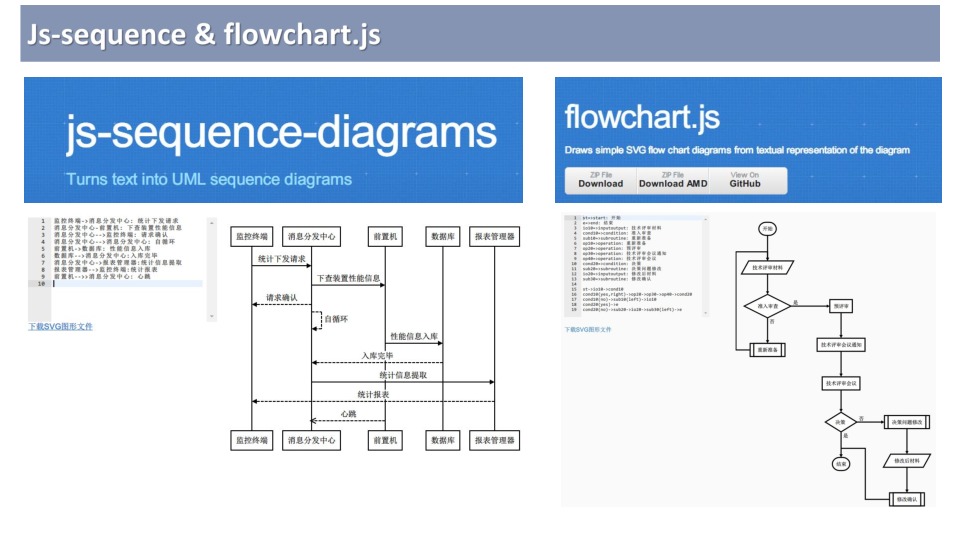 Js-sequence & flowchart.js
js-sequence-diagrams
Turns text into UML sequence diagrams
1 监控终端->消息分发中心: 统计下发请求
2 消息分发中心-前置机: 下查装置性能信息
3 消息分发中心-->监控终端: 请求确认
4 消息分发中心-->消息分发中心: 自循环
5 前置机->数据库: 性能信息入库
6 数据库-->消息分发中心:入库完毕
7 消息分发中心->报表管理器:统计信息提取
8 报表管理器-->监控终端:统计报表
9 前置机-->>消息分发中心: 心跳
10
下载SVG图形文件
监控终端 消息分发中心 前置机 数据库 报表管理器
统计下发请求
下查装置性能信息
请求确认
自循环
性能信息入库
入库完毕
统计信息提取
统计报表
心跳
监控终端 消息分发中心 前置机 数据库 报表管理器
flowchart.js
Draws simple SVG flow chart diagrams from textual representation of the diagram
ZIP File ZIP File View On
Download Download AMD GitHub
1 st=>start: 开始
2 e=>end: 结束
3 io10=>inputoutput: 技术评审材料
4 cond10=>condition: 准入审查
5 sub10=>subroutine: 重新准备
6 op10=>operation: 重新准备
7 op20=>operation: 预评审
8 op30=>operation: 技术评审会议通知
9 op40=>operation: 技术评审会议
10 cond20=>condition: 决策
11 sub20=>subroutine: 决策问题修改
12 io20=>inputoutput: 修改后材料
13 sub30=>subroutine: 修改确认
14
15 st->io10->cond10
16 cond10(yes,right)->op20->op30->op40->cond20
17 cond10(no)->sub10(left)->io10
18 cond20(yes)->e
19 cond20(no)->sub20->io20->sub30(left)->e
下载SVG图形文件
开始
技术评审材料
准入审查 是 预评审
否
重新准备 技术评审会议通知
技术评审会议
决策 否 决策问题修改
是
结束 修改后材料
修改确认